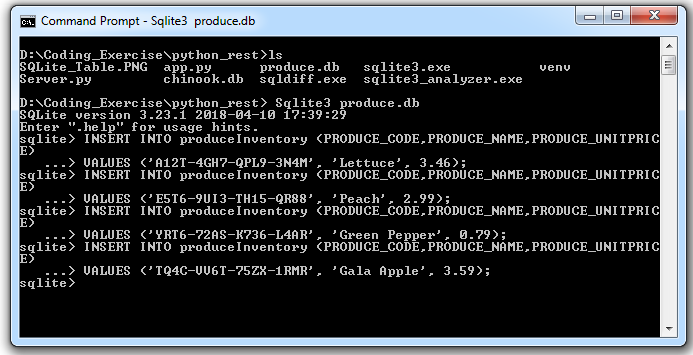 Command Prompt - Sqlite3 produce.db
D:\Coding_Exercise\python_rest>ls
SQLite_Table.PNG app.py produce.db sqlite3.exe venv
Server.py chinook.db sqldiff.exe sqlite3_analyzer.exe
D:\Coding_Exercise\python_rest> Sqlite3 produce.db
SQLite version 3.23.1 2018-04-10 17:39:29
Enter ".help" for usage hints.
sqlite> INSERT INTO produceInventory (PRODUCE_CODE,PRODUCE_NAME,PRODUCE_UNITPRIC
E)
...> VALUES ('A12T-4GH7-QPL9-3N4M', 'Lettuce', 3.46);
sqlite> INSERT INTO produceInventory (PRODUCE_CODE,PRODUCE_NAME,PRODUCE_UNITPRIC
E)
...> VALUES ('E5T6-9UI3-TH15-QR88', 'Peach', 2.99);
sqlite> INSERT INTO produceInventory (PRODUCE_CODE,PRODUCE_NAME,PRODUCE_UNITPRIC
E)
...> VALUES ('YRT6-72AS-K736-L4AR', 'Green Pepper', 0.79);
sqlite> INSERT INTO produceInventory (PRODUCE_CODE,PRODUCE_NAME,PRODUCE_UNITPRIC
E)
...> VALUES ('TQ4C-VV6T-75ZX-1RMR', 'Gala Apple', 3.59);
sqlite>